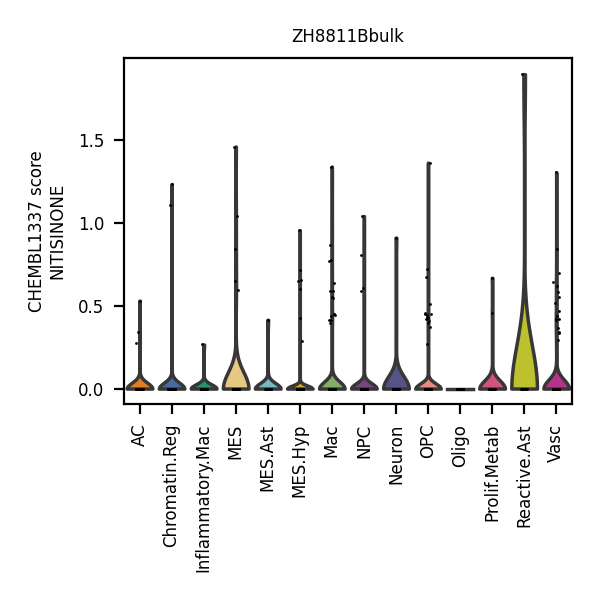 ZH8811Bbulk
CHEMBL1337 score
NITISINONE
1.5
1.0
0.5
0.0
AC
Chromatin.Reg
Inflammatory.Mac
MES
MES.Ast
MES.Hyp
Mac
NPC
Neuron
OPC
Oligo
Prolif.Metab
Reactive.Ast
Vasc